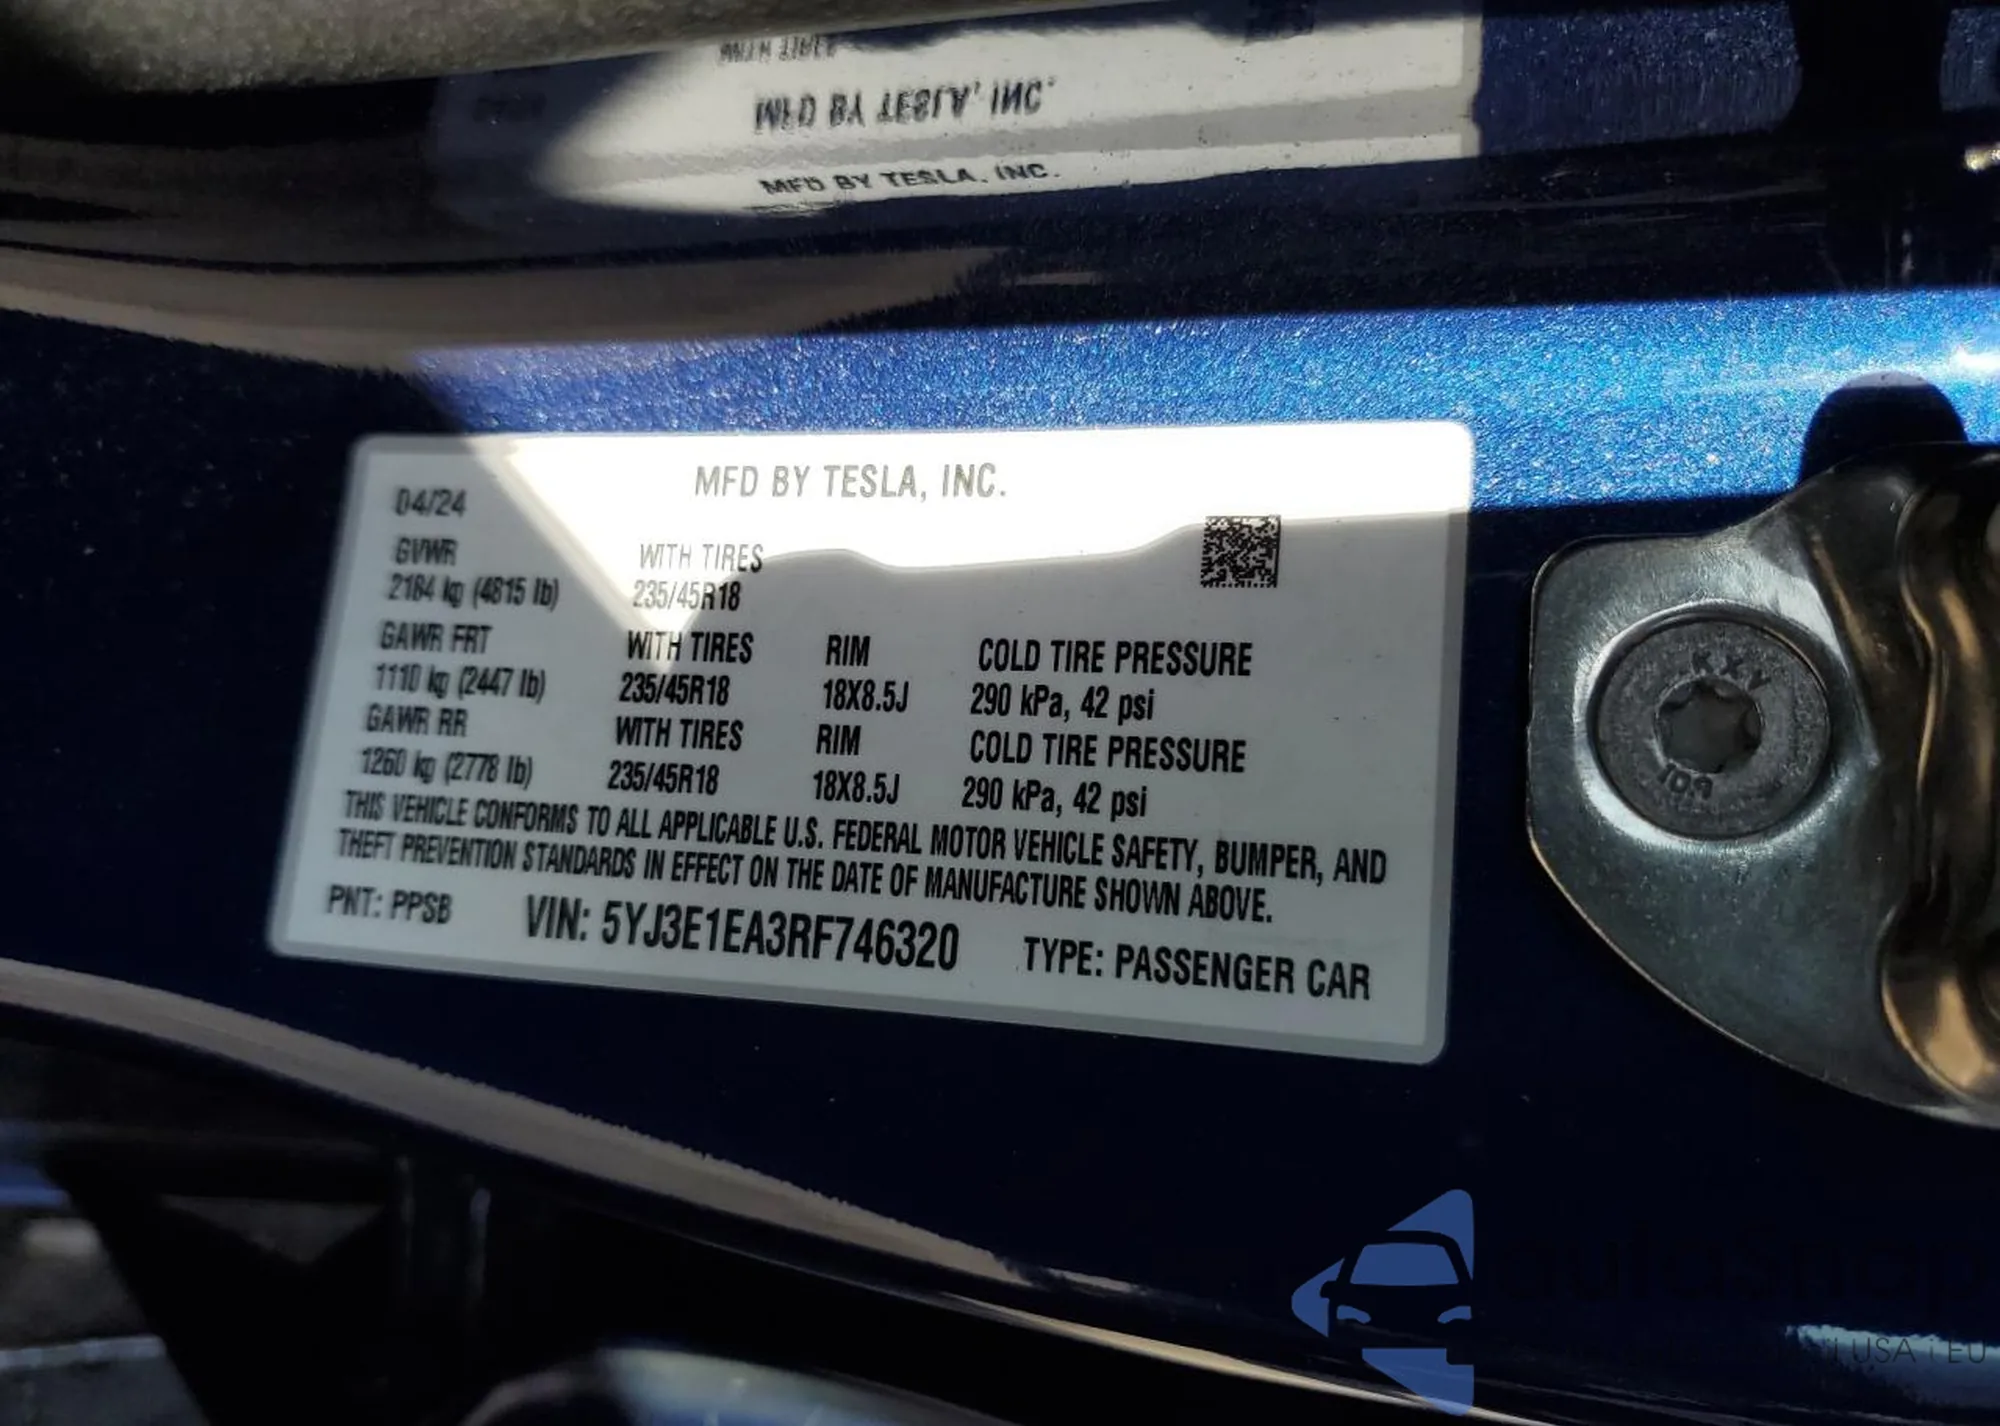 MFD BY TESLA, INC.
MFD BY TESLA, INC.
MFD BY TESLA, INC.
04/24
GVWR WITH TIRES
2184 kg (4815 lb) 235/45R18
GAWR FRT WITH TIRES RIM COLD TIRE PRESSURE
1110 kg (2447 lb) 235/45R18 18X8.5J 290 kPa, 42 psi
GAWR RR WITH TIRES RIM COLD TIRE PRESSURE
1260 kg (2778 lb) 235/45R18 18X8.5J 290 kPa, 42 psi
THIS VEHICLE CONFORMS TO ALL APPLICABLE U.S. FEDERAL MOTOR VEHICLE SAFETY, BUMPER, AND
THEFT PREVENTION STANDARDS IN EFFECT ON THE DATE OF MANUFACTURE SHOWN ABOVE.
PNT: PPSB VIN: 5YJ3E1EA3RF746320 TYPE: PASSENGER CAR
KXY
109
USA i EU